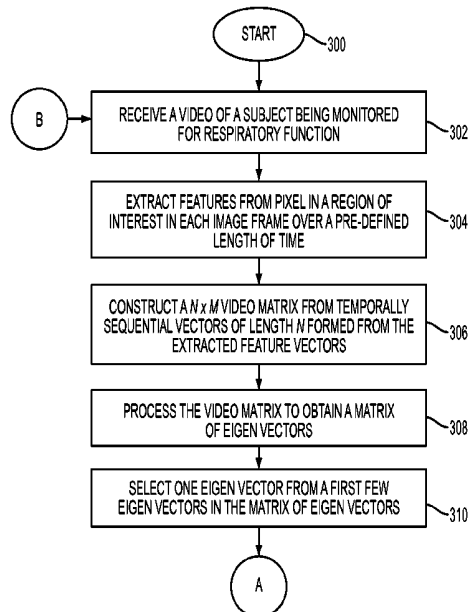 START
300
B
RECEIVE A VIDEO OF A SUBJECT BEING MONITORED
FOR RESPIRATORY FUNCTION
302
EXTRACT FEATURES FROM PIXEL IN A REGION OF
INTEREST IN EACH IMAGE FRAME OVER A PRE-DEFINED
LENGTH OF TIME
304
CONSTRUCT A N x M VIDEO MATRIX FROM TEMPORALLY
SEQUENTIAL VECTORS OF LENGTH N FORMED FROM THE
EXTRACTED FEATURE VECTORS
306
PROCESS THE VIDEO MATRIX TO OBTAIN A MATRIX
OF EIGEN VECTORS
308
SELECT ONE EIGEN VECTOR FROM A FIRST FEW
EIGEN VECTORS IN THE MATRIX OF EIGEN VECTORS
310
A